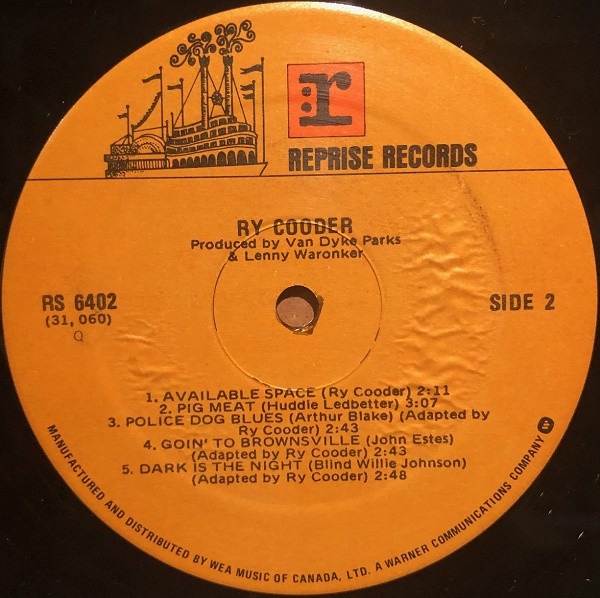 r
REPRISE RECORDS
RY COODER
Produced by Van Dyke Parks
& Lenny Waronker
RS 6402
(31, 060)
Q
SIDE 2
1. AVAILABLE SPACE (Ry Cooder) 2:11
2. PIG MEAT (Huddie Ledbetter) 3:07
3. POLICE DOG BLUES (Arthur Blake) (Adapted by
Ry Cooder) 2:43
4. GOIN' TO BROWNSVILLE (John Estes)
(Adapted by Ry Cooder) 2:43
5. DARK IS THE NIGHT (Blind Willie Johnson)
(Adapted by Ry Cooder) 2:48
MANUFACTURED AND DISTRIBUTED BY WEA MUSIC OF CANADA, LTD. A WARNER COMMUNICATIONS COMPANY W